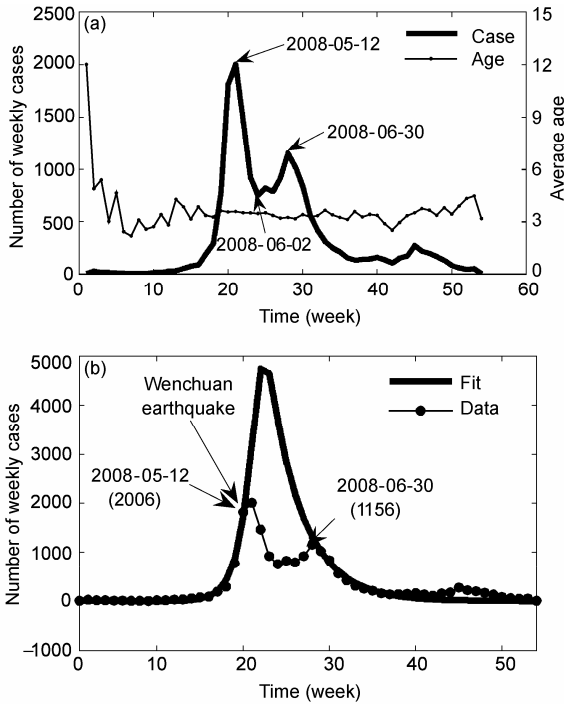 (a)
Case
Age
2008-05-12
2008-06-30
2008-06-02
Number of weekly cases
2500
2000
1500
1000
500
0
15
12
9
6
3
0
Average age
0 10 20 30 40 50 60
Time (week)
(b)
Fit
Data
Wenchuan
earthquake
2008-05-12
(2006)
2008-06-30
(1156)
Number of weekly cases
5000
4000
3000
2000
1000
0
–1000
0 10 20 30 40 50
Time (week)